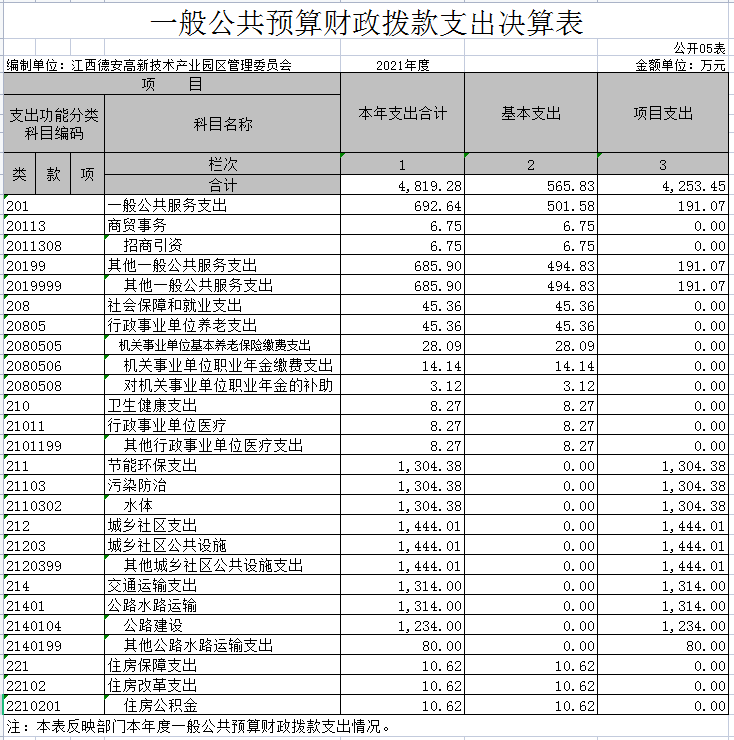 一般公共预算财政拨款支出决算表
公开05表
编制单位：江西德安高新技术产业园区管理委员会 2021年度 金额单位：万元
项 目 本年支出合计 基本支出 项目支出
支出功能分类科目编码 科目名称
类 款 项 栏次 1 2 3
合计 4,819.28 565.83 4,253.45
201 一般公共服务支出 692.64 501.58 191.07
20113 商贸事务 6.75 6.75 0.00
2011308 招商引资 6.75 6.75 0.00
20199 其他一般公共服务支出 685.90 494.83 191.07
2019999 其他一般公共服务支出 685.90 494.83 191.07
208 社会保障和就业支出 45.36 45.36 0.00
20805 行政事业单位养老支出 45.36 45.36 0.00
2080505 机关事业单位基本养老保险缴费支出 28.09 28.09 0.00
2080506 机关事业单位职业年金缴费支出 14.14 14.14 0.00
2080508 对机关事业单位职业年金的补助 3.12 3.12 0.00
210 卫生健康支出 8.27 8.27 0.00
21011 行政事业单位医疗 8.27 8.27 0.00
2101199 其他行政事业单位医疗支出 8.27 8.27 0.00
211 节能环保支出 1,304.38 0.00 1,304.38
21103 污染防治 1,304.38 0.00 1,304.38
2110302 水体 1,304.38 0.00 1,304.38
212 城乡社区支出 1,444.01 0.00 1,444.01
21203 城乡社区公共设施 1,444.01 0.00 1,444.01
2120399 其他城乡社区公共设施支出 1,444.01 0.00 1,444.01
214 交通运输支出 1,314.00 0.00 1,314.00
21401 公路水路运输 1,314.00 0.00 1,314.00
2140104 公路建设 1,234.00 0.00 1,234.00
2140199 其他公路水路运输支出 80.00 0.00 80.00
221 住房保障支出 10.62 10.62 0.00
22102 住房改革支出 10.62 10.62 0.00
2210201 住房公积金 10.62 10.62 0.00
注：本表反映部门本年度一般公共预算财政拨款支出情况。